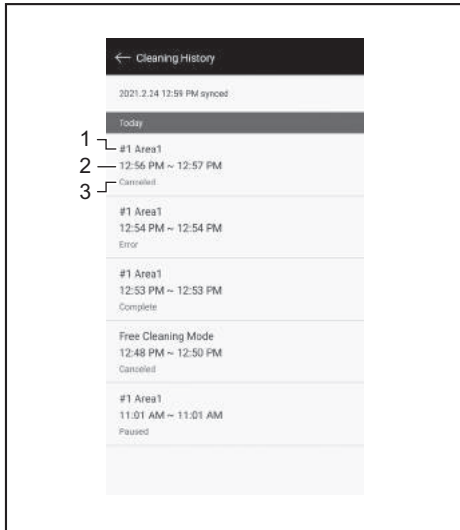 ← Cleaning History
2021.2.24 12:59 PM synced
Today
1
#1 Area1
2
12:56 PM ~ 12:57 PM
3
Canceled
#1 Area1
12:54 PM ~ 12:54 PM
Error
#1 Area1
12:53 PM ~ 12:53 PM
Complete
Free Cleaning Mode
12:48 PM ~ 12:50 PM
Canceled
#1 Area1
11:01 AM ~ 11:01 AM
Paused